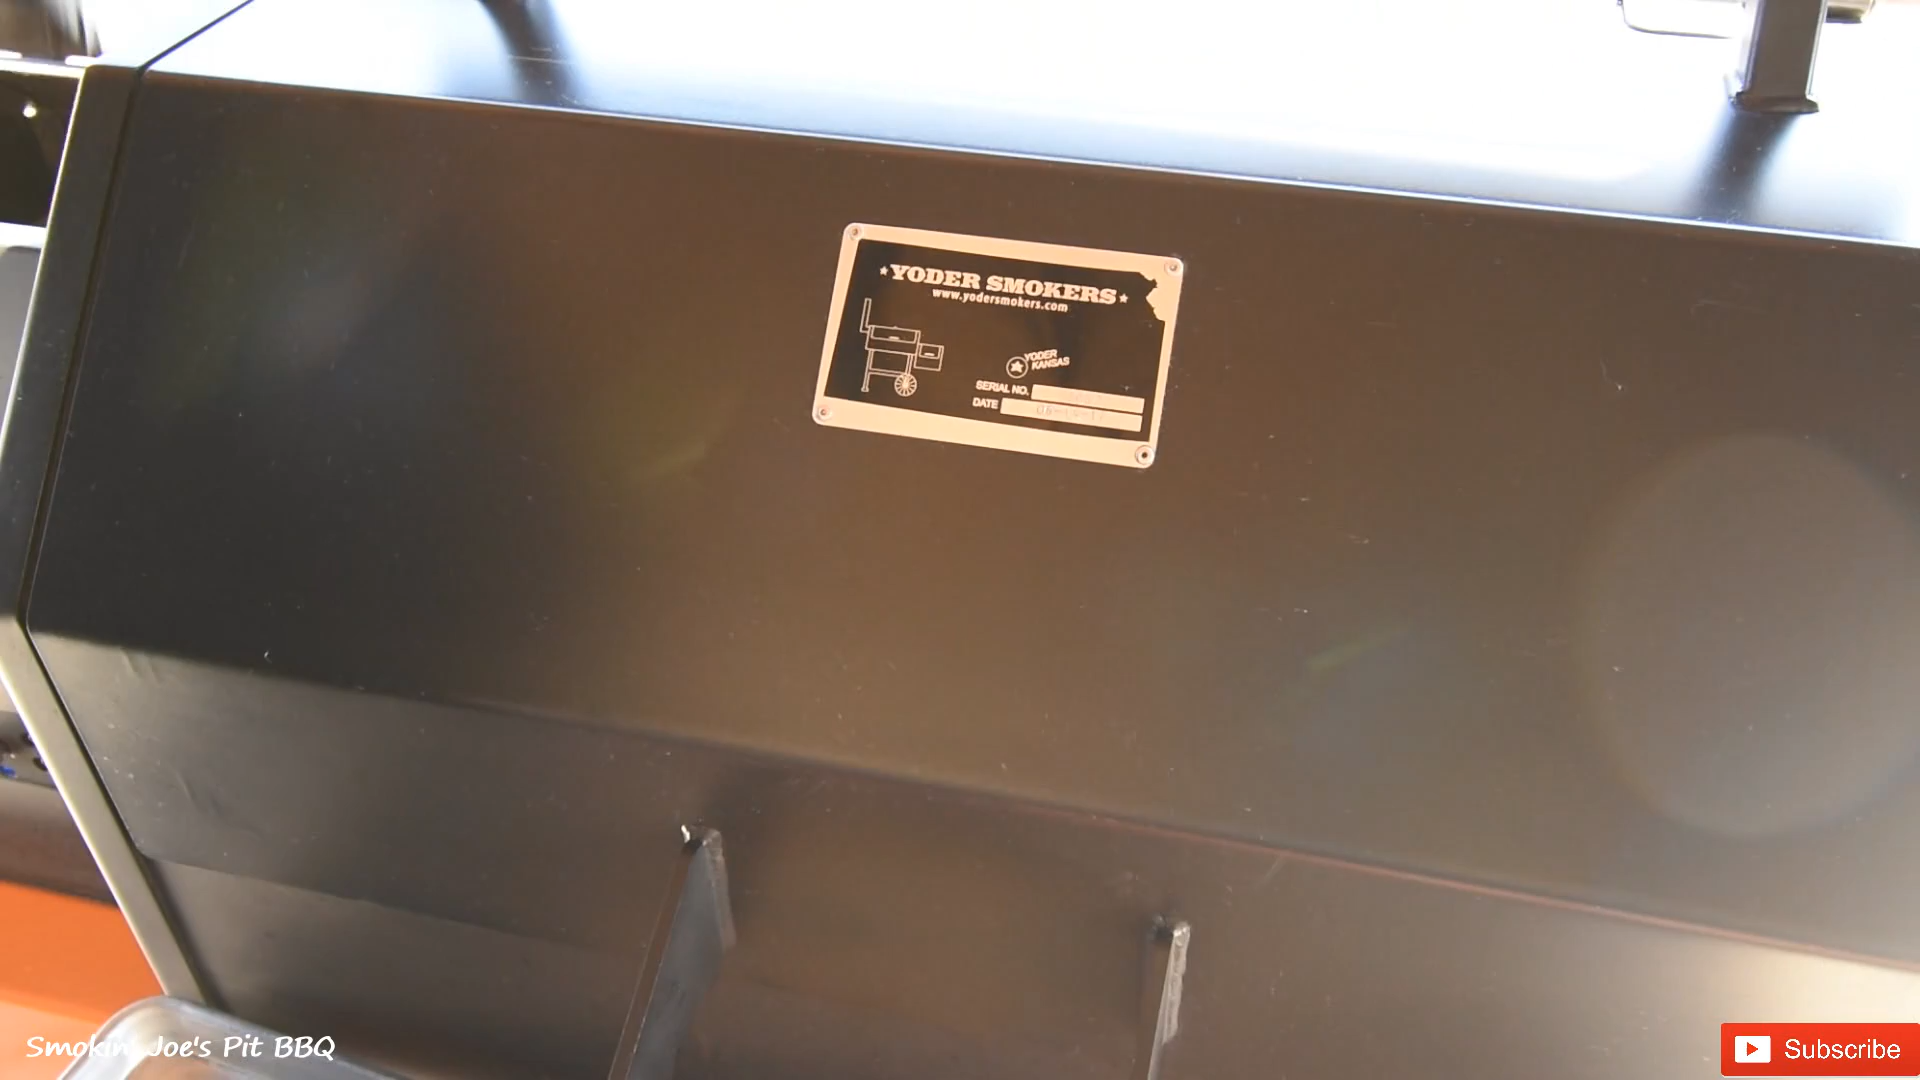 ★YODER SMOKERS★
www.yodersmokers.com
YODER
KANSAS
SERIAL NO.
DATE
Smokin' Joe's Pit BBQ
Subscribe